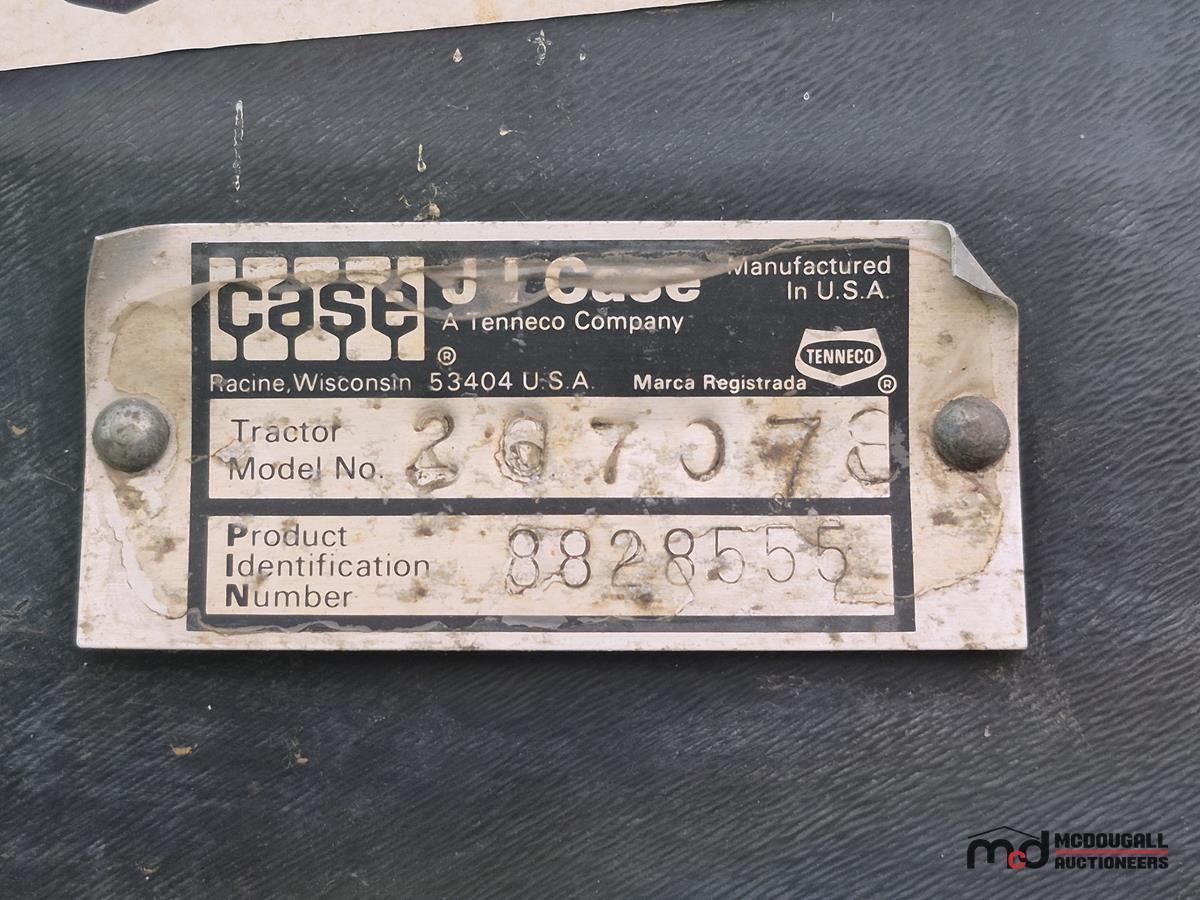 case
J I Case
Manufactured
In U.S.A.
A Tenneco Company
TENNECO
®
®
Racine, Wisconsin 53404 U.S.A. Marca Registrada
Tractor
Model No.
Product
Identification
Number
8828555
mcd
MCDOUGALL
AUCTIONEERS